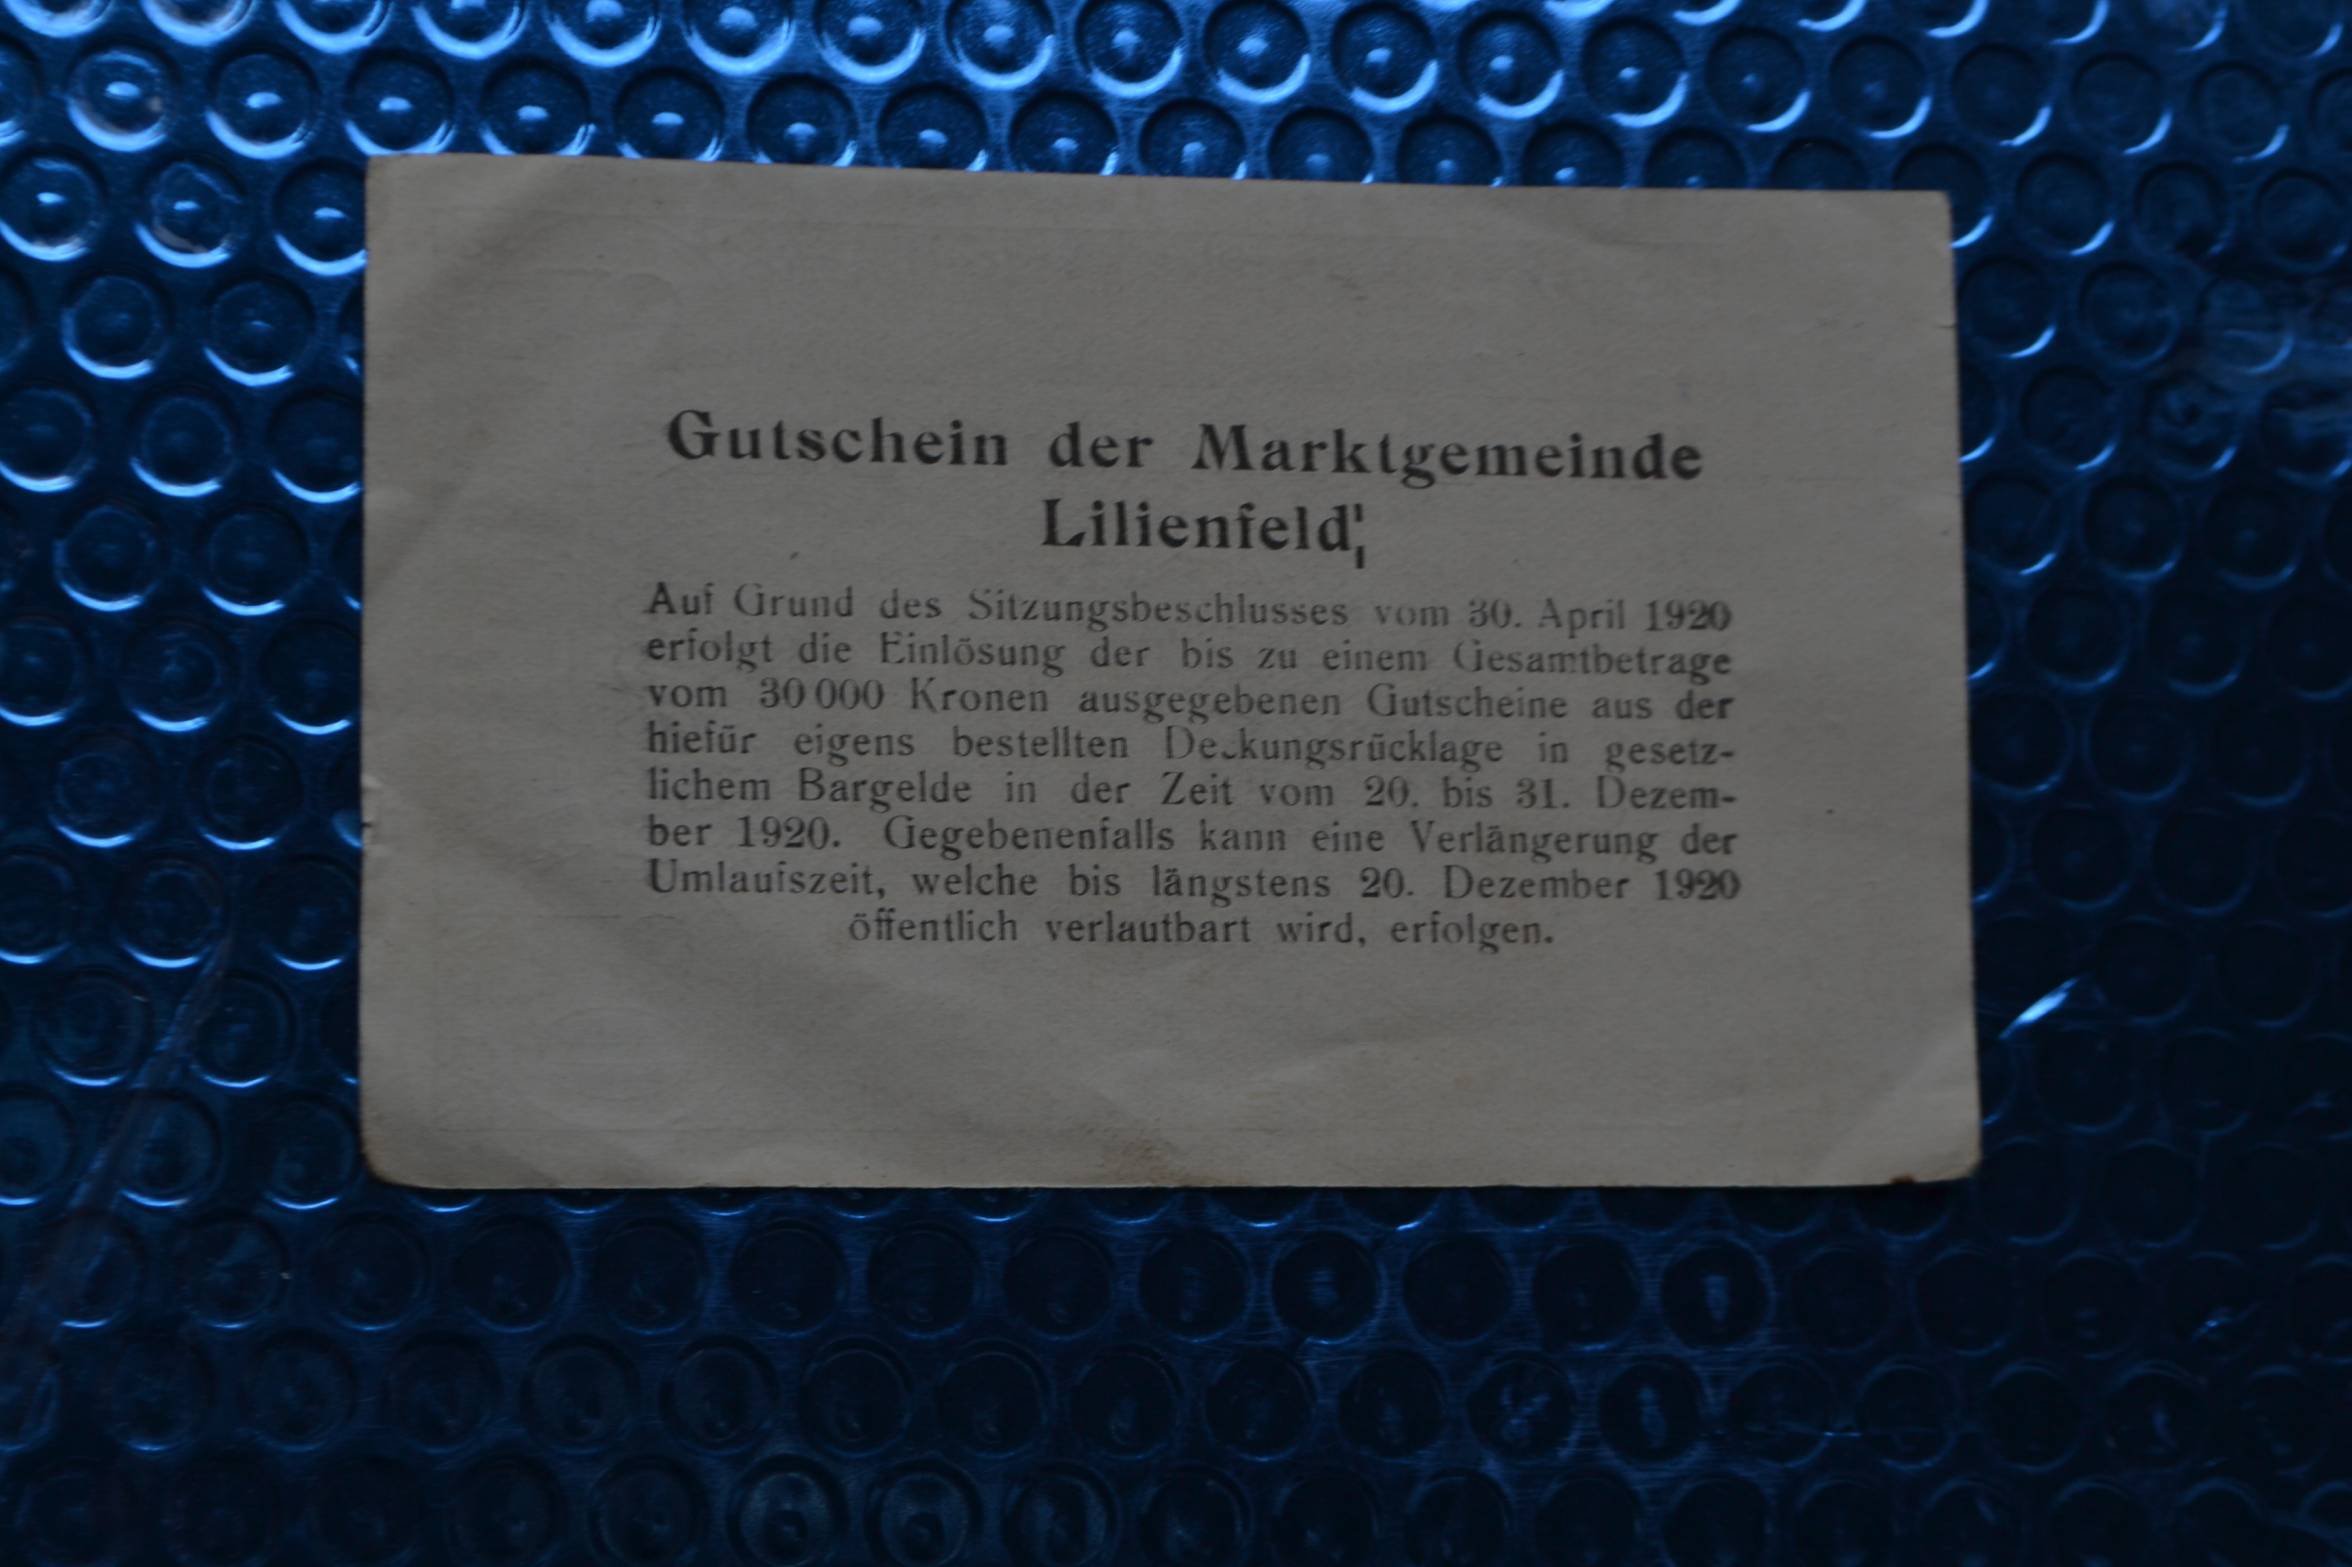 Gutschein der Marktgemeinde
Lilienfeld
Auf Grund des Sitzungsbeschlusses vom 30. April 1920
erfolgt die Einlösung der bis zu einem Gesamtbetrage
vom 30 000 Kronen ausgegebenen Gutscheine aus der
hiefür eigens bestellten Deckungsrücklage in gesetz-
lichem Bargelde in der Zeit vom 20. bis 31. Dezem-
ber 1920. Gegebenenfalls kann eine Verlängerung der
Umlaufszeit, welche bis längstens 20. Dezember 1920
öffentlich verlautbart wird, erfolgen.